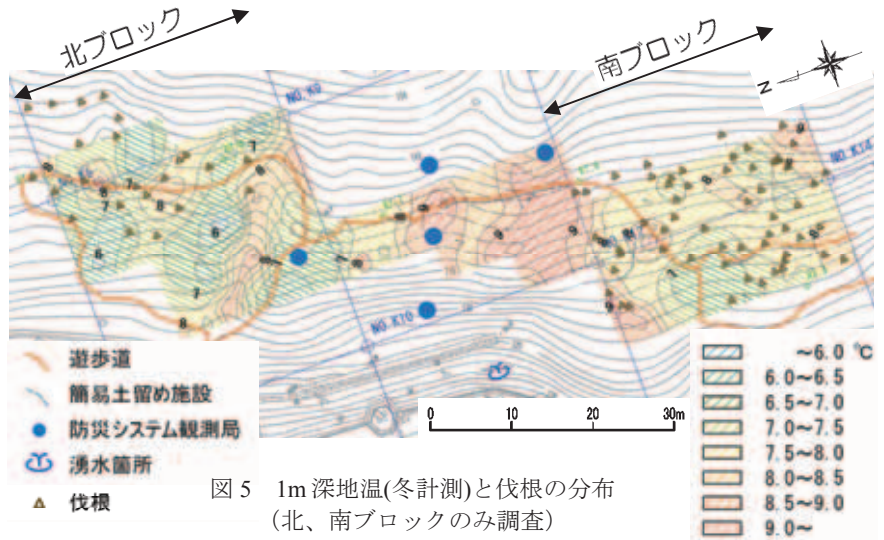 北ブロック
南ブロック
N
NO.K9
NO.K14
NO.K10
遊歩道
簡易土留め施設
防災システム観測局
湧水箇所
伐根
0 10 20 30m
～6.0 ℃
6.0～6.5
6.5～7.0
7.0～7.5
7.5～8.0
8.0～8.5
8.5～9.0
9.0～
図5 1m深地温(冬計測)と伐根の分布
（北、南ブロックのみ調査）